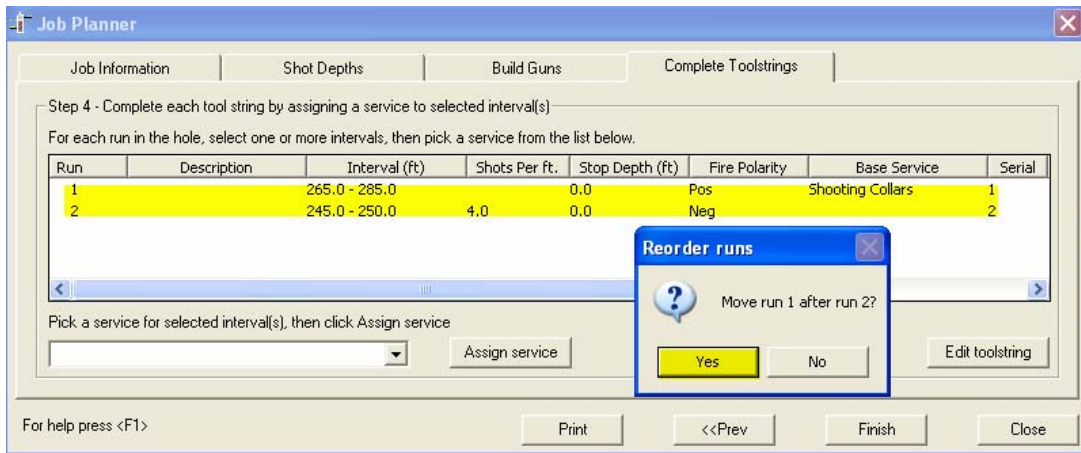 Job Planner
Job Information Shot Depths Build Guns Complete Toolstrings
Step 4 - Complete each tool string by assigning a service to selected interval(s)
For each run in the hole, select one or more intervals, then pick a service from the list below.
Run Description Interval (ft) Shots Per ft. Stop Depth (ft) Fire Polarity Base Service Serial
1 265.0 - 285.0 0.0 Pos Shooting Collars 1
2 245.0 - 250.0 4.0 0.0 Neg 2
Reorder runs
Move run 1 after run 2?
Yes No
Pick a service for selected interval(s), then click Assign service
Assign service Edit toolstring
For help press <F1> Print <<Prev Finish Close